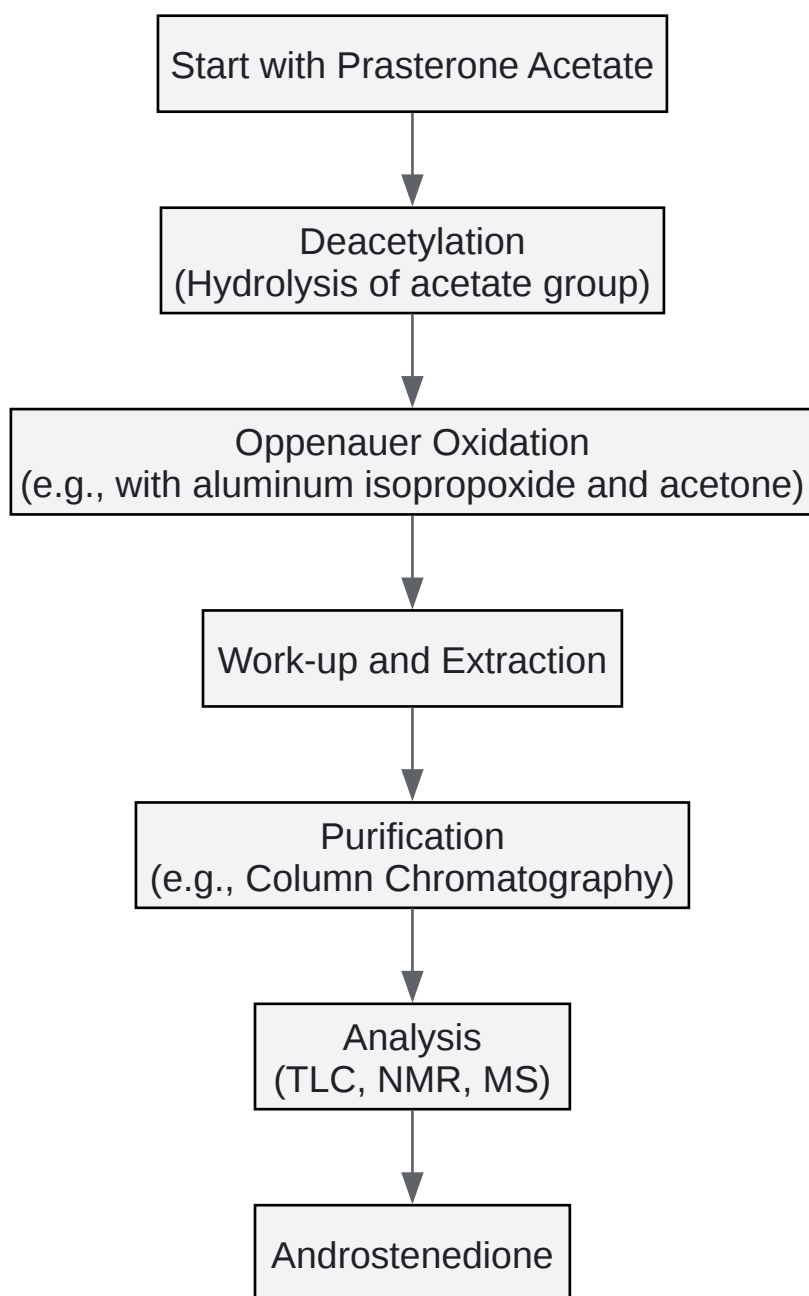 Start with Prasterone Acetate
Deacetylation
(Hydrolysis of acetate group)
Oppenauer Oxidation
(e.g., with aluminum isopropoxide and acetone)
Work-up and Extraction
Purification
(e.g., Column Chromatography)
Analysis
(TLC, NMR, MS)
Androstenedione